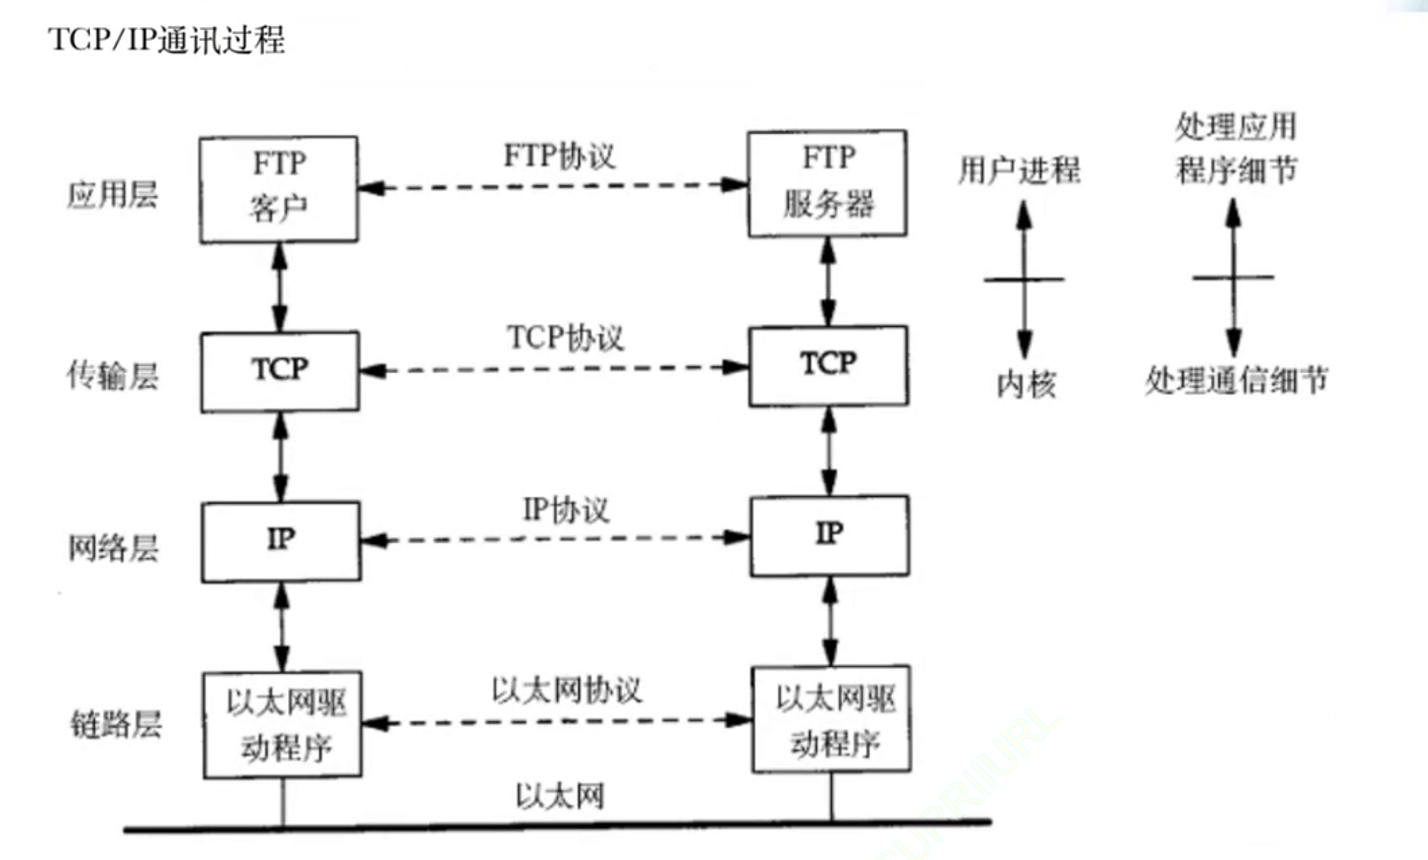 TCP/IP通讯过程
处理应用
程序细节
用户进程
内核
处理通信细节
应用层
FTP
客户
FTP协议
FTP
服务器
传输层
TCP
TCP协议
TCP
网络层
IP
IP协议
IP
链路层
以太网驱
动程序
以太网协议
以太网驱
动程序
以太网